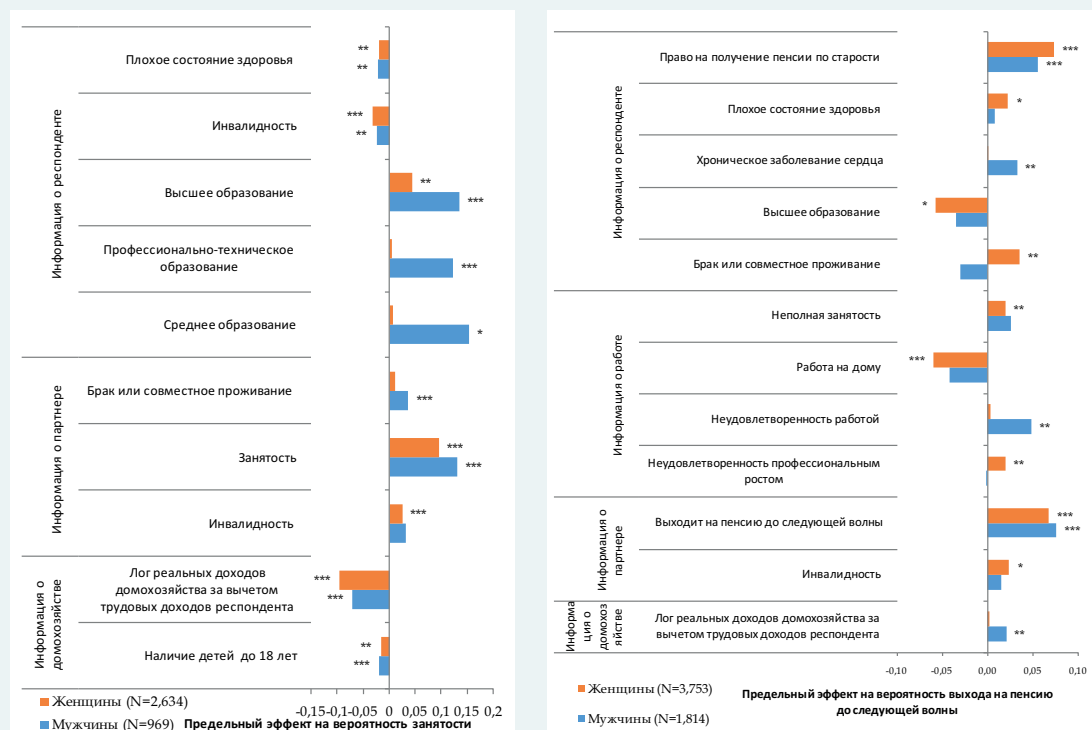 Информация о респонденте
Плохое состояние здоровья
**
**
Инвалидность
***
**
Высшее образование
**
***
Профессионально-техническое
образование
***
Среднее образование
*
Информация о партнере
Брак или совместное проживание
***
Занятость
***
***
Инвалидность
***
Информация о
домохозяйстве
Лог реальных доходов
домохозяйства за вычетом
трудовых доходов респондента
***
***
Наличие детей до 18 лет
**
***
-0,15 -0,1 -0,05 0 0,05 0,1 0,15 0,2
Женщины (N=2,634)
Мужчины (N=969)
Предельный эффект на вероятность занятости
Информация о респонденте
Право на получение пенсии по старости
***
***
Плохое состояние здоровья
*
Хроническое заболевание сердца
**
Высшее образование
*
Брак или совместное проживание
**
Информация о работе
Неполная занятость
**
Работа на дому
***
Неудовлетворенность работой
**
Неудовлетворенность профессиональным
ростом
**
Информация о
партнере
Выходит на пенсию до следующей волны
***
***
Инвалидность
*
Информа
ция о
домохоз
яйстве
Лог реальных доходов домохозяйства за
вычетом трудовых доходов респондента
**
-0,10 -0,05 0,00 0,05 0,10
Женщины (N=3,753)
Мужчины (N=1,814)
Предельный эффект на вероятность выхода на пенсию
до следующей волны